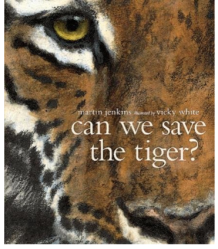 martin jenkins illustrated by vicky white
can we save
the tiger?